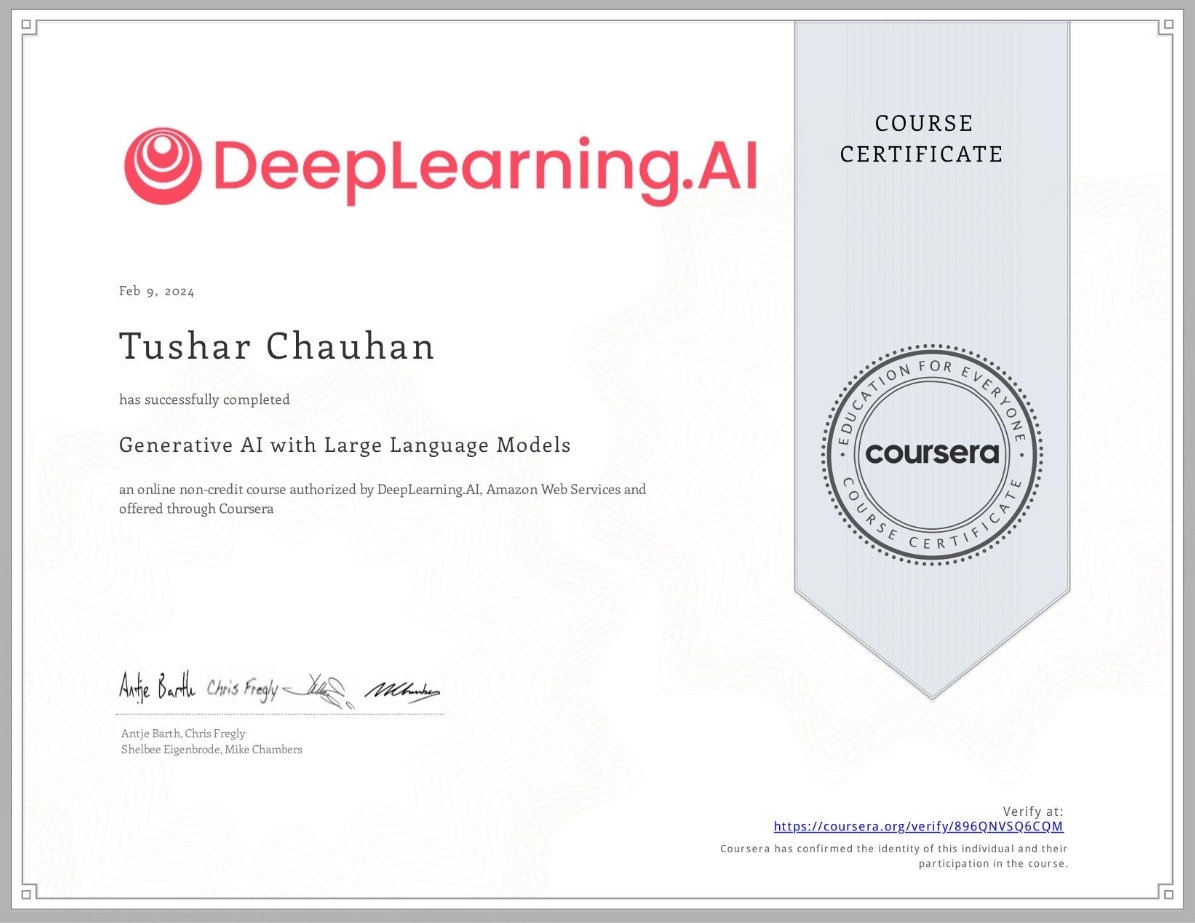 DeepLearning.AI
COURSE
CERTIFICATE
Feb 9, 2024
Tushar Chauhan
has successfully completed
Generative AI with Large Language Models
an online non-credit course authorized by DeepLearning.AI, Amazon Web Services and
offered through Coursera
EDUCATION FOR EVERYONE
coursera
COURSE CERTIFICATE
Antje Barth Chris Fregly
Antje Barth, Chris Fregly
Shelbee Eigenbrode, Mike Chambers
Verify at:
https://coursera.org/verify/896QNVSQ6CQM
Coursera has confirmed the identity of this individual and their
participation in the course.